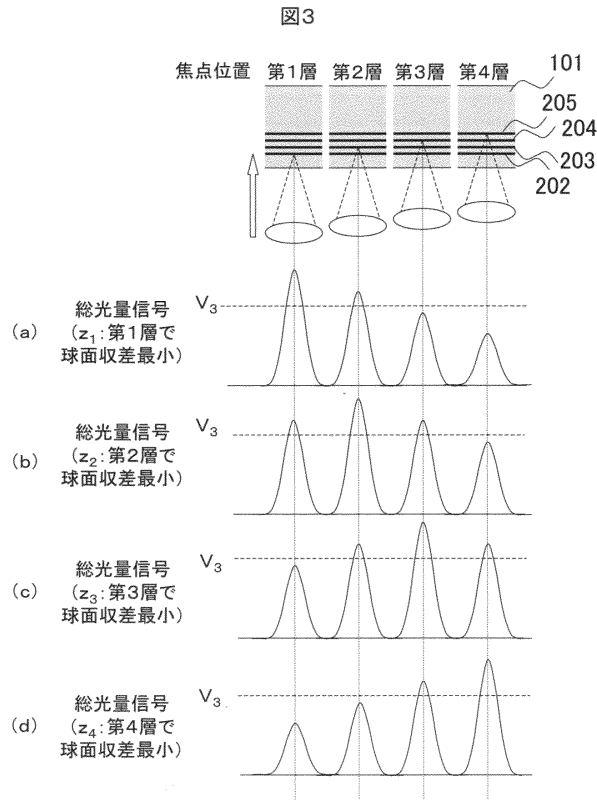 図3
焦点位置 第1層 第2層 第3層 第4層 101
205
204
203
202
(a) 総光量信号 V3
(z1:第1層で
球面収差最小)
(b) 総光量信号 V3
(z2:第2層で
球面収差最小)
(c) 総光量信号 V3
(z3:第3層で
球面収差最小)
(d) 総光量信号 V3
(z4:第4層で
球面収差最小)